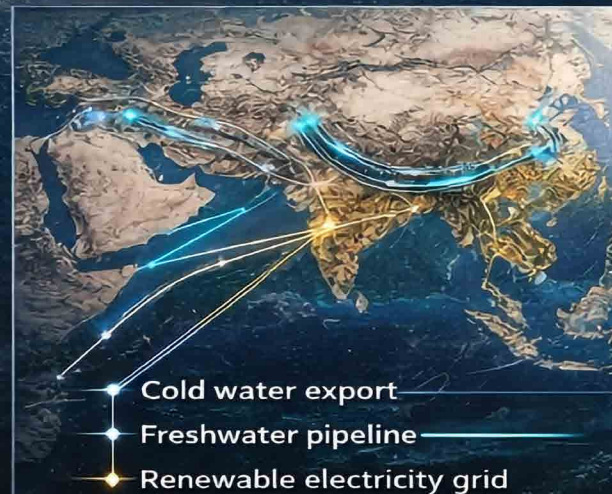 Cold water export
Freshwater pipeline
Renewable electricity grid